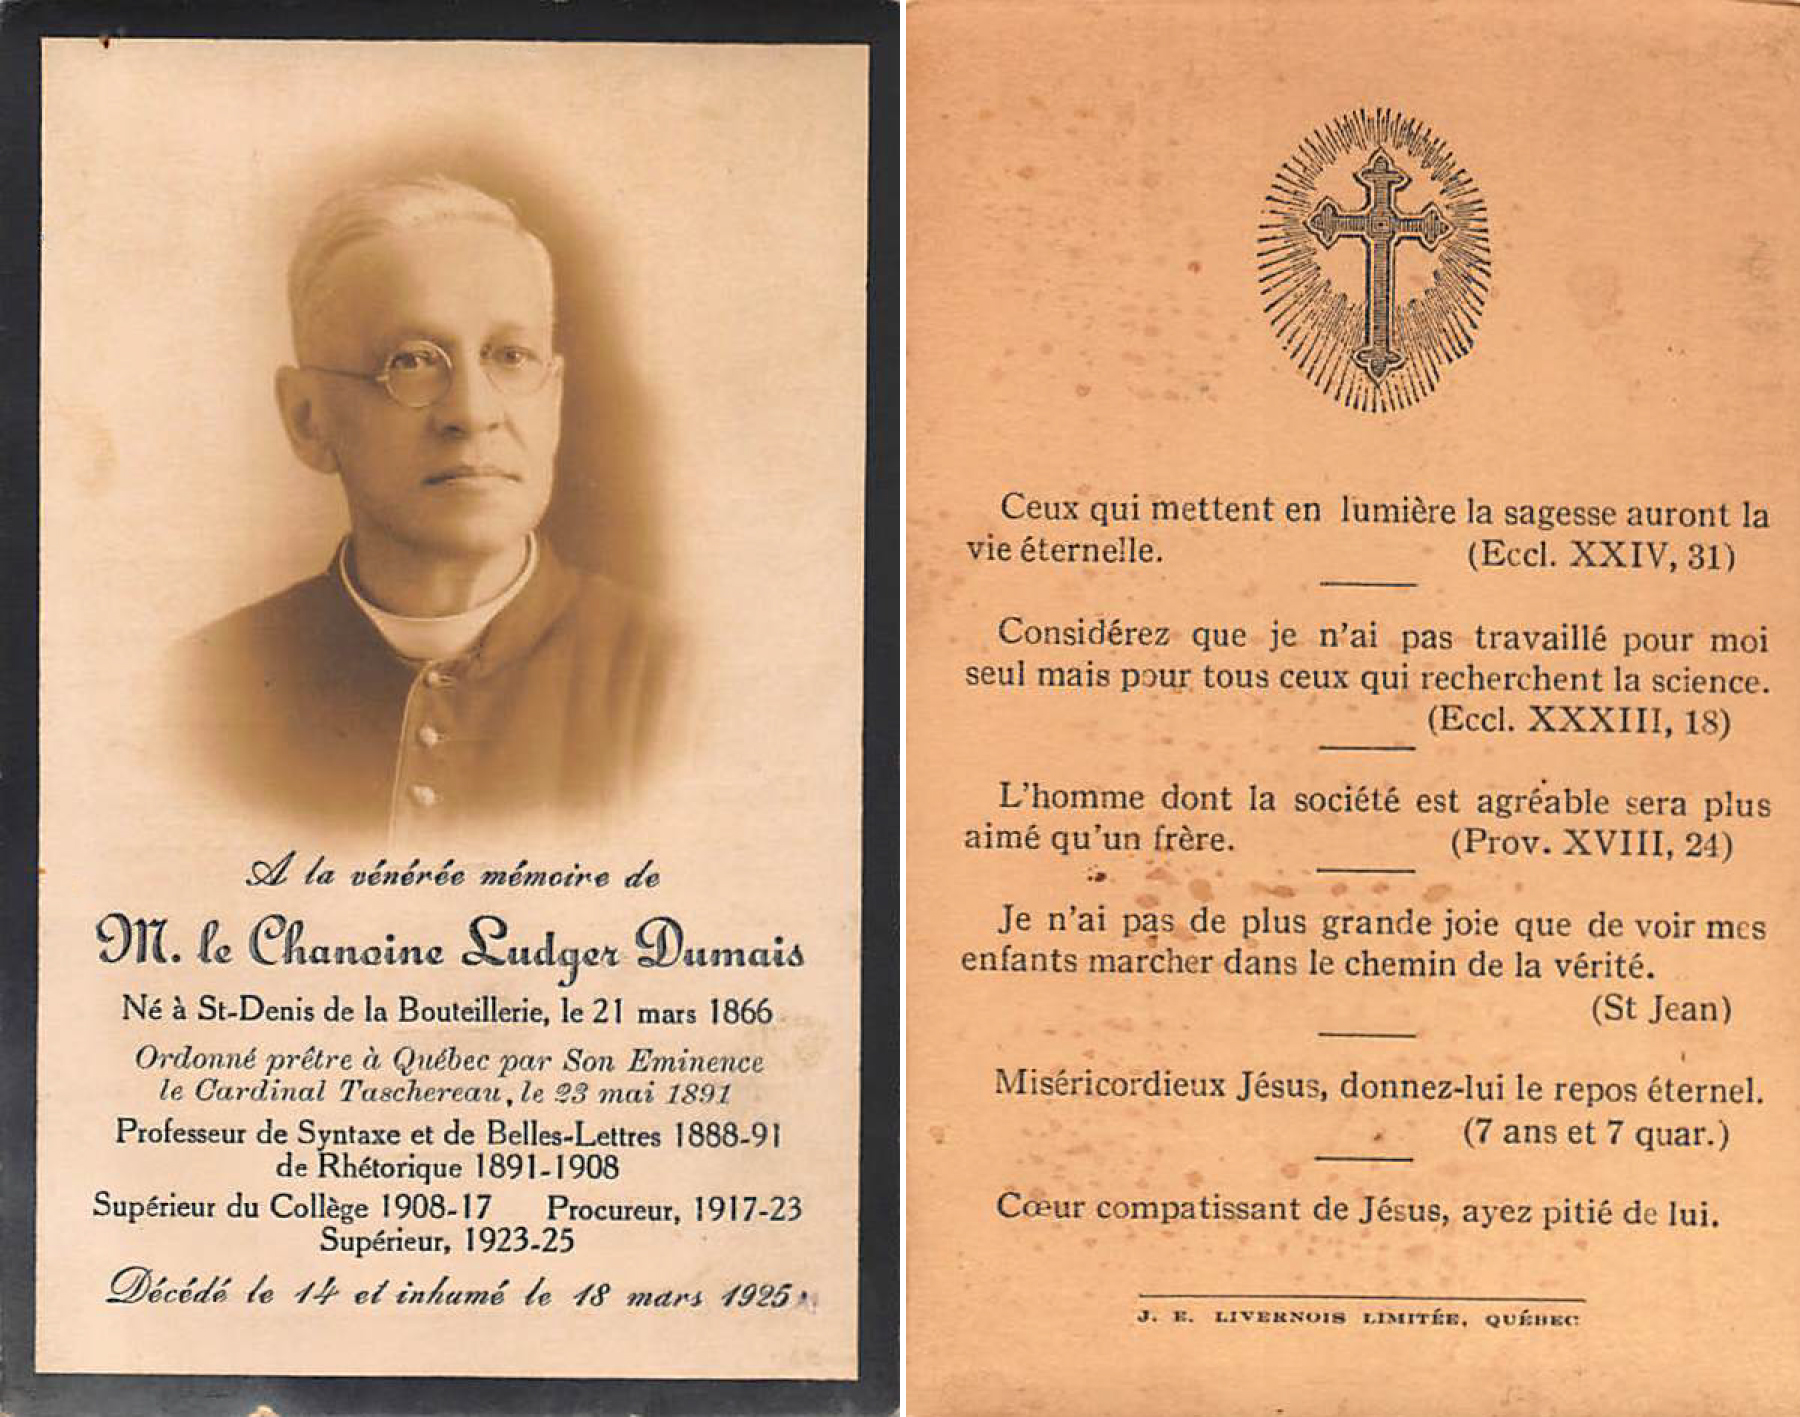 A la vénérée mémoire de
M. le Chanoine Ludger Dumais
Né à St-Denis de la Bouteillerie, le 21 mars 1866
Ordonné prêtre à Québec par Son Eminence
le Cardinal Taschereau, le 23 mai 1891
Professeur de Syntaxe et de Belles-Lettres 1888-91
de Rhétorique 1891-1908
Supérieur du Collège 1908-17 Procureur, 1917-23
Supérieur, 1923-25
Décédé le 14 et inhumé le 18 mars 1925
Ceux qui mettent en lumière la sagesse auront la
vie éternelle. (Eccl. XXIV, 31)
Considérez que je n'ai pas travaillé pour moi
seul mais pour tous ceux qui recherchent la science.
(Eccl. XXXIII, 18)
L'homme dont la société est agréable sera plus
aimé qu'un frère. (Prov. XVIII, 24)
Je n'ai pas de plus grande joie que de voir mes
enfants marcher dans le chemin de la vérité.
(St Jean)
Miséricordieux Jésus, donnez-lui le repos éternel.
(7 ans et 7 quar.)
Cœur compatissant de Jésus, ayez pitié de lui.
J. E. LIVERNOIS LIMITÉE, QUÉBEC